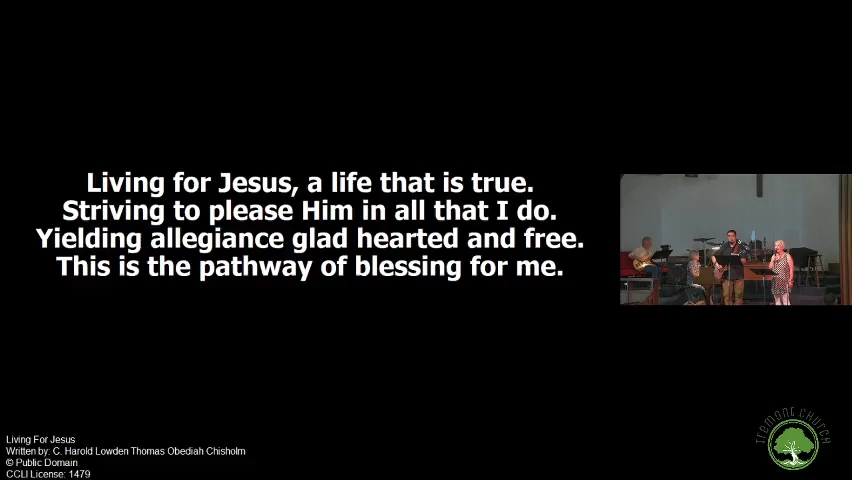 Living for Jesus, a life that is true.
Striving to please Him in all that I do.
Yielding allegiance glad hearted and free.
This is the pathway of blessing for me.
Living For Jesus
Written by: C. Harold Lowden Thomas Obediah Chisholm
© Public Domain
CCLI License: 1479
TREMONT CHURCH